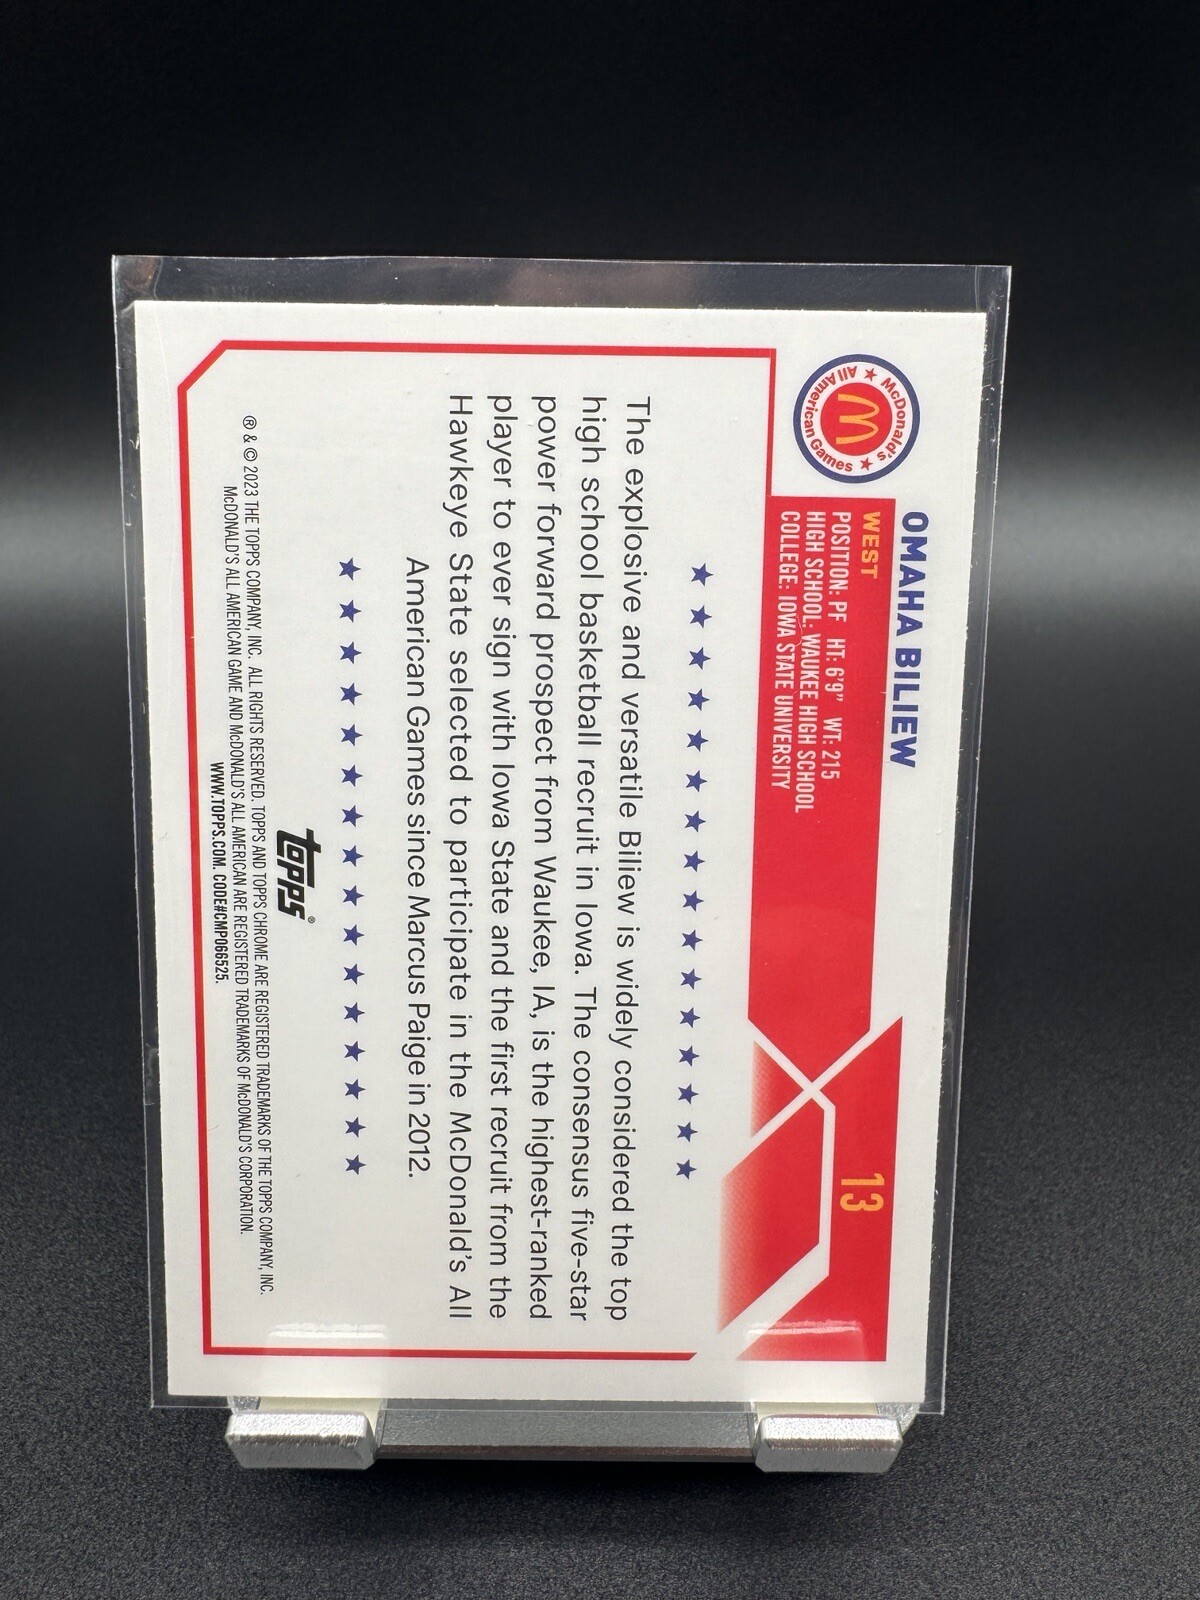 McDonald's
All American Games
M
OMAHA BILIEW
WEST
POSITION: PF HT: 6'9" WT: 215
HIGH SCHOOL: WAUKEE HIGH SCHOOL
COLLEGE: IOWA STATE UNIVERSITY
13
The explosive and versatile Biliew is widely considered the top
high school basketball recruit in Iowa. The consensus five-star
power forward prospect from Waukee, IA, is the highest-ranked
player to ever sign with Iowa State and the first recruit from the
Hawkeye State selected to participate in the McDonald's All
American Games since Marcus Paige in 2012.
topps®
® & © 2023 THE TOPPS COMPANY, INC. ALL RIGHTS RESERVED. TOPPS AND TOPPS CHROME ARE REGISTERED TRADEMARKS OF THE TOPPS COMPANY, INC.
McDONALD'S ALL AMERICAN GAME AND McDONALD'S ALL AMERICAN ARE REGISTERED TRADEMARKS OF McDONALD'S CORPORATION.
WWW.TOPPS.COM. CODE#CMP066525.